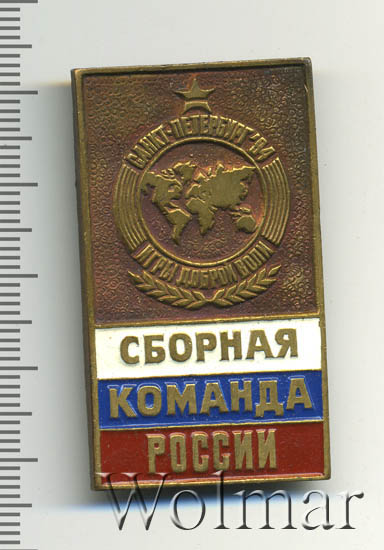 САНКТ-ПЕТЕРБУРГ '94
ИГРЫ ДОБРОЙ ВОЛИ
СБОРНАЯ
КОМАНДА
РОССИИ
Wolmar